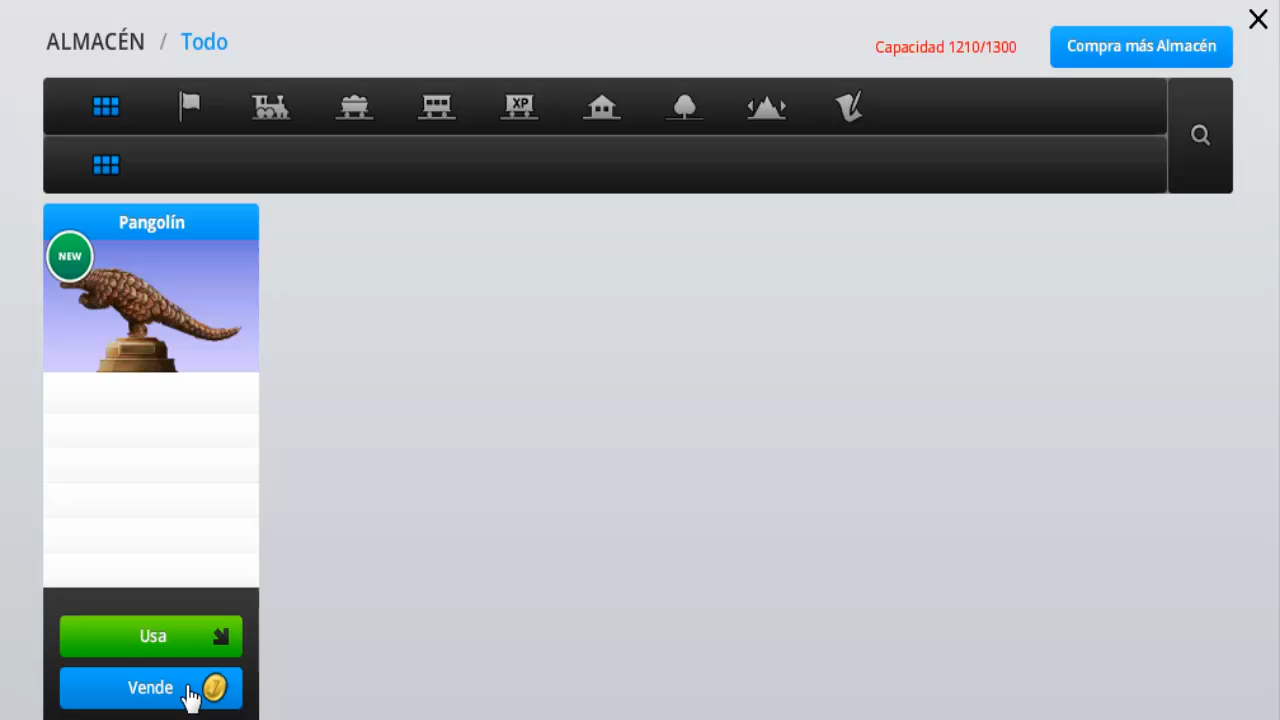 ALMACÉN / Todo
Capacidad 1210/1300
Compra más Almacén
XP
Pangolín
NEW
Usa
Vende